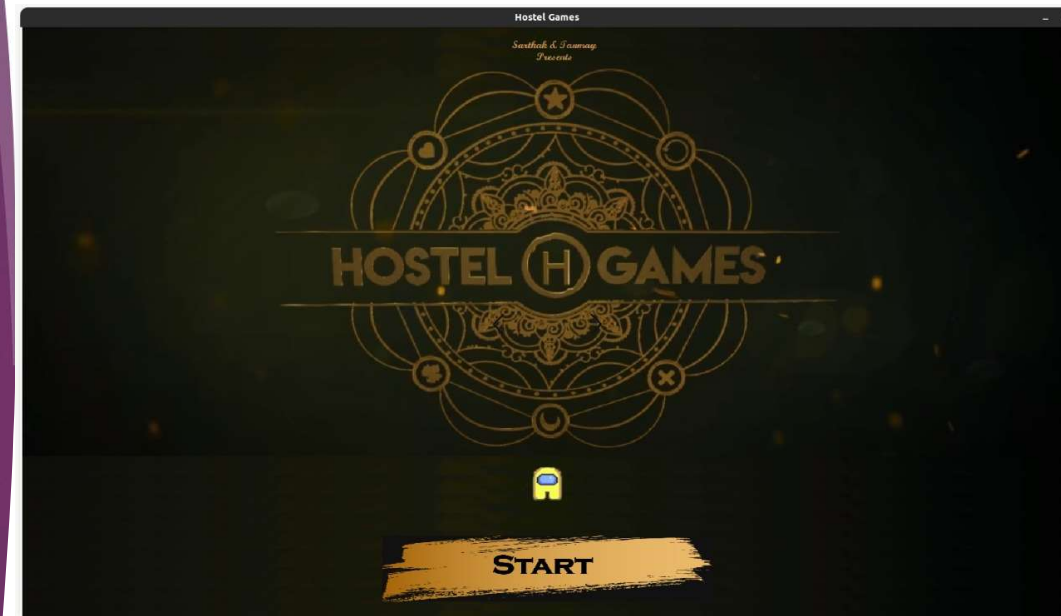 Hostel Games
Sarthak & Tanmay
Presents
HOSTEL H GAMES
START